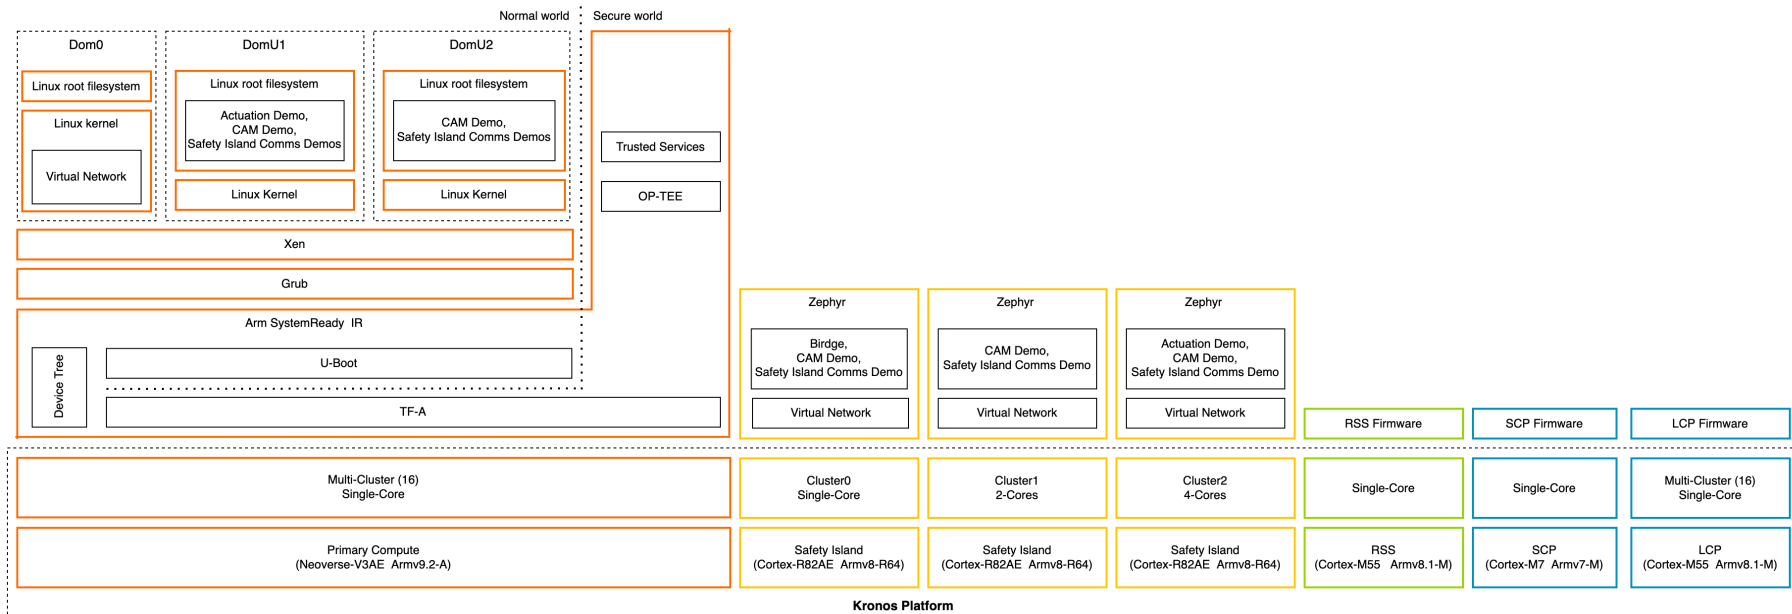 Normal world
Secure world
Dom0
Linux root filesystem
Linux kernel
Virtual Network
DomU1
Linux root filesystem
Actuation Demo,
CAM Demo,
Safety Island Comms Demos
Linux Kernel
DomU2
Linux root filesystem
CAM Demo,
Safety Island Comms Demos
Linux Kernel
Trusted Services
OP-TEE
Xen
Grub
Arm SystemReady IR
Device Tree
U-Boot
TF-A
Zephyr
Birdge,
CAM Demo,
Safety Island Comms Demo
Virtual Network
Zephyr
CAM Demo,
Safety Island Comms Demo
Virtual Network
Zephyr
Actuation Demo,
CAM Demo,
Safety Island Comms Demo
Virtual Network
RSS Firmware
SCP Firmware
LCP Firmware
Multi-Cluster (16)
Single-Core
Cluster0
Single-Core
Cluster1
2-Cores
Cluster2
4-Cores
Single-Core
Single-Core
Multi-Cluster (16)
Single-Core
Primary Compute
(Neoverse-V3AE Armv9.2-A)
Safety Island
(Cortex-R82AE Armv8-R64)
Safety Island
(Cortex-R82AE Armv8-R64)
Safety Island
(Cortex-R82AE Armv8-R64)
RSS
(Cortex-M55 Armv8.1-M)
SCP
(Cortex-M7 Armv7-M)
LCP
(Cortex-M55 Armv8.1-M)
Kronos Platform